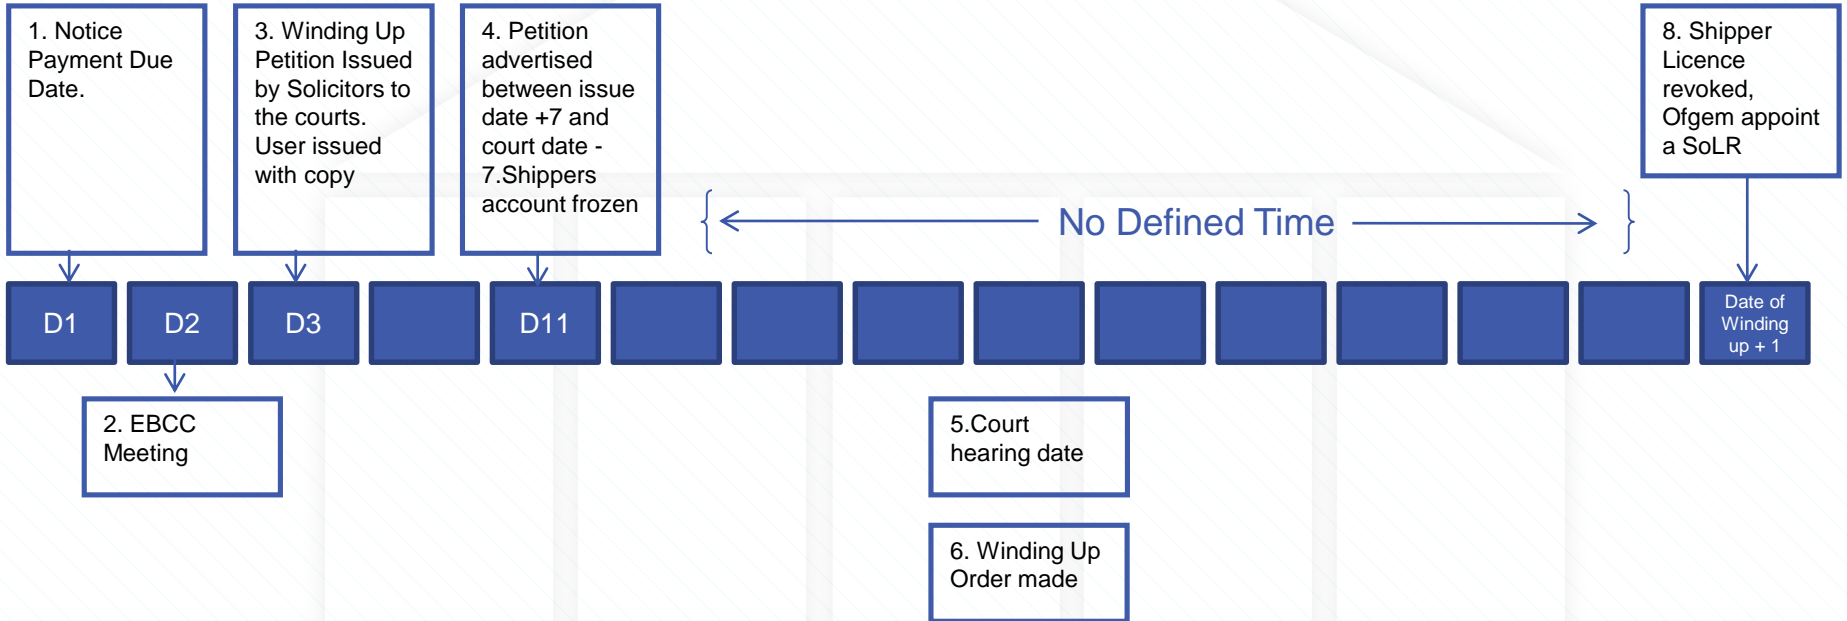 1. Notice
Payment Due
Date.
3. Winding Up
Petition Issued
by Solicitors to
the courts.
User issued
with copy
4. Petition
advertised
between issue
date +7 and
court date -
7.Shippers
account frozen
8. Shipper
Licence
revoked,
Ofgem appoint
a SoLR
No Defined Time
D1
D2
D3
D11
Date of
Winding
up + 1
2. EBCC
Meeting
5.Court
hearing date
6. Winding Up
Order made